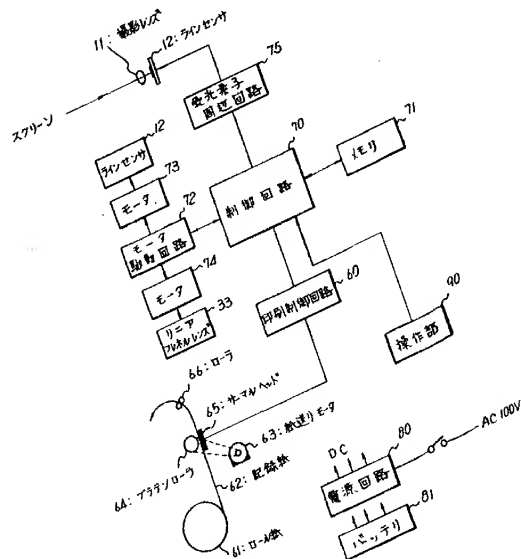 11:撮影レンズ
12:ラインセンサ
スクリーン
75
受光素子
周辺回路
70
制御回路
71
メモリ
12
ラインセンサ
73
モータ
72
モータ
駆動回路
74
モータ
33
リニア
フレネルレンズ
60
印刷制御回路
90
操作部
66:ローラ
65:サーマルヘッド
63:紙送りモータ
64:プラテンローラ
62:記録紙
61:ロール紙
DC
80
電源回路
AC100V
81
バッテリ